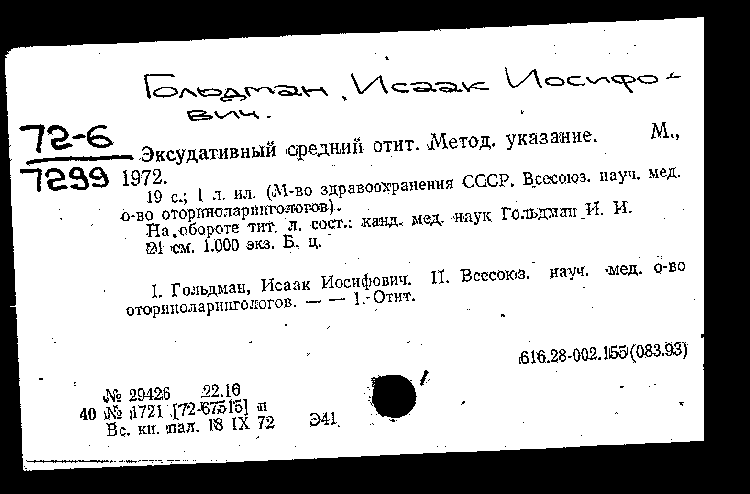 Гольдман, Исаак Иосифо-
вич.
72-6
7299
Эксудативный средний отит. Метод. указание. М.,
1972.
19 с.; 1 л. ил. (М-во здравоохранения СССР. Всесоюз. науч. мед.
о-во оториноларингологов).
На обороте тит. л. сост.: канд. мед. наук Гольдман И. И.
21 см. 1.000 экз. Б. ц.
I. Гольдман, Исаак Иосифович. II. Всесоюз. науч. мед. о-во
оториноларингологов. — — 1. Отит.
616.28-002.155(083.93)
№ 29426 22.16
40 № 1721 [72-67515] п
Вс. кн. пал. 18 IX 72 Э41